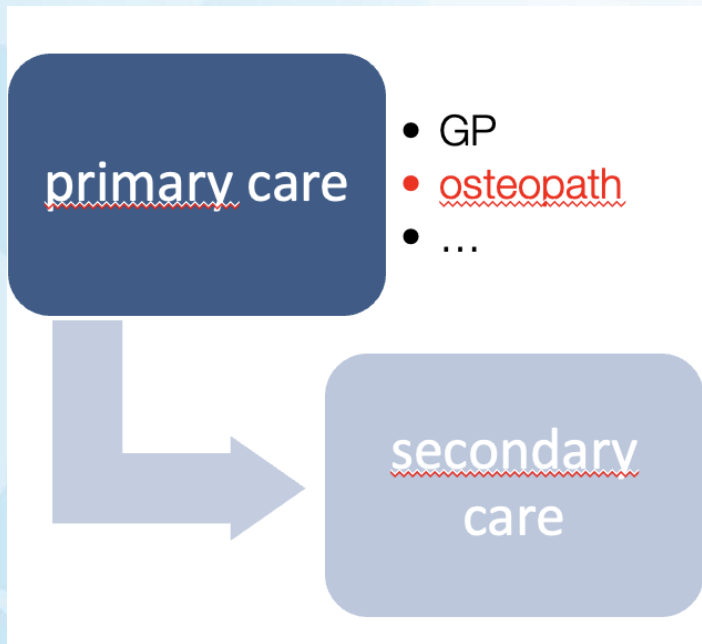 primary care
• GP
• osteopath
• ...
secondary
care